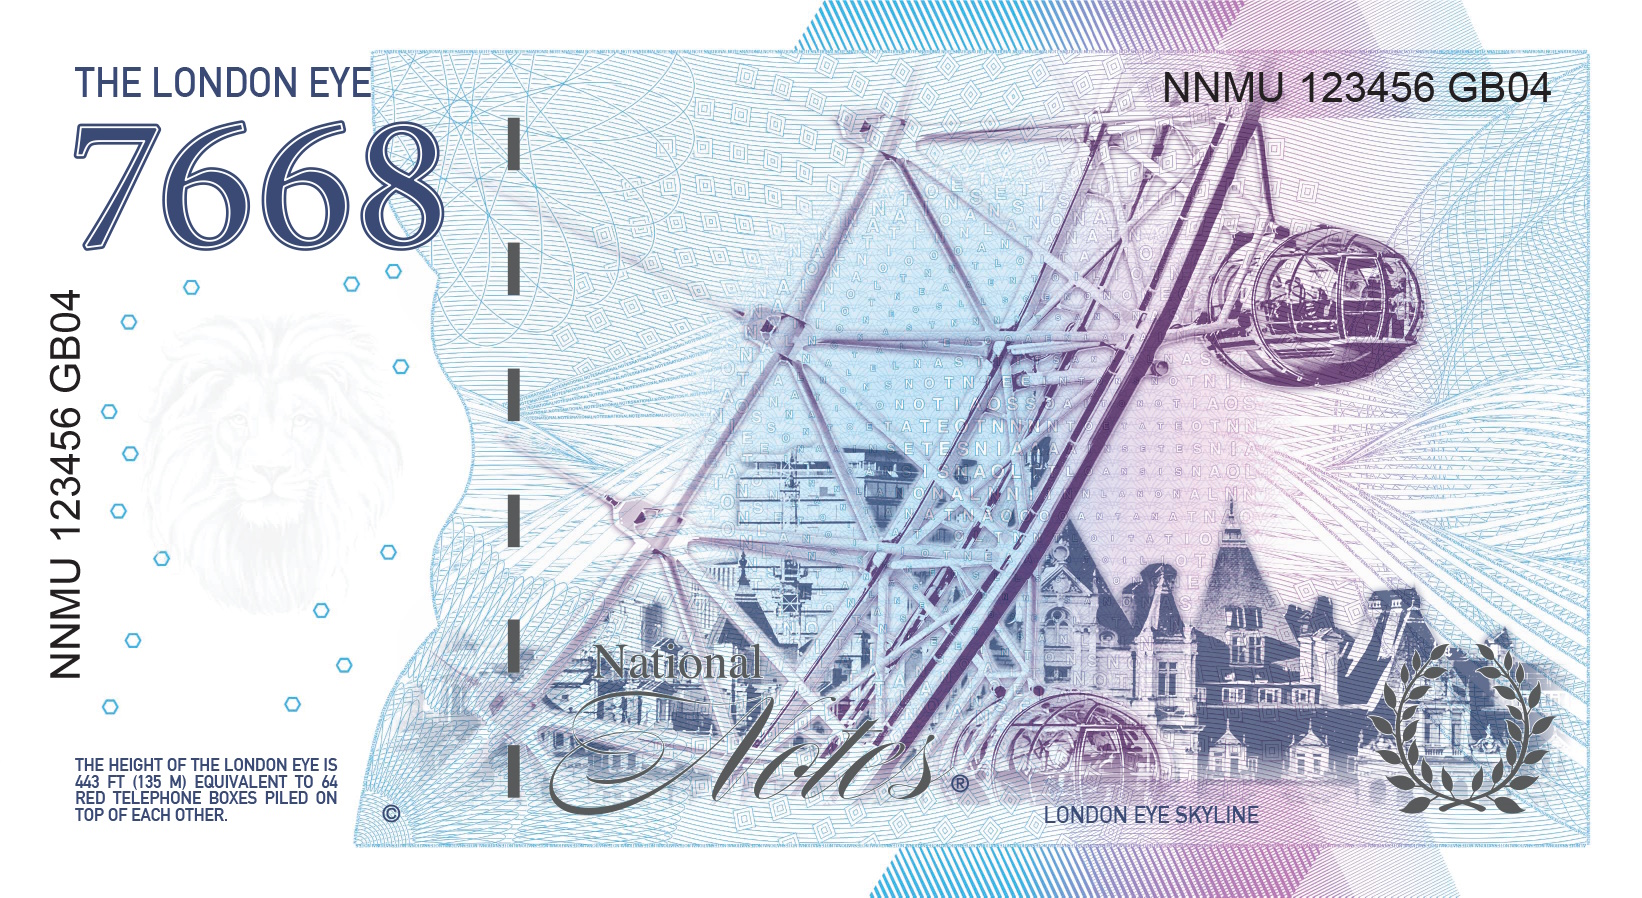 THE LONDON EYE
NNMU 123456 GB04
7668
NNMU 123456 GB04
National
Notes ®
THE HEIGHT OF THE LONDON EYE IS
443 FT (135 M) EQUIVALENT TO 64
RED TELEPHONE BOXES PILED ON
TOP OF EACH OTHER.
©
LONDON EYE SKYLINE